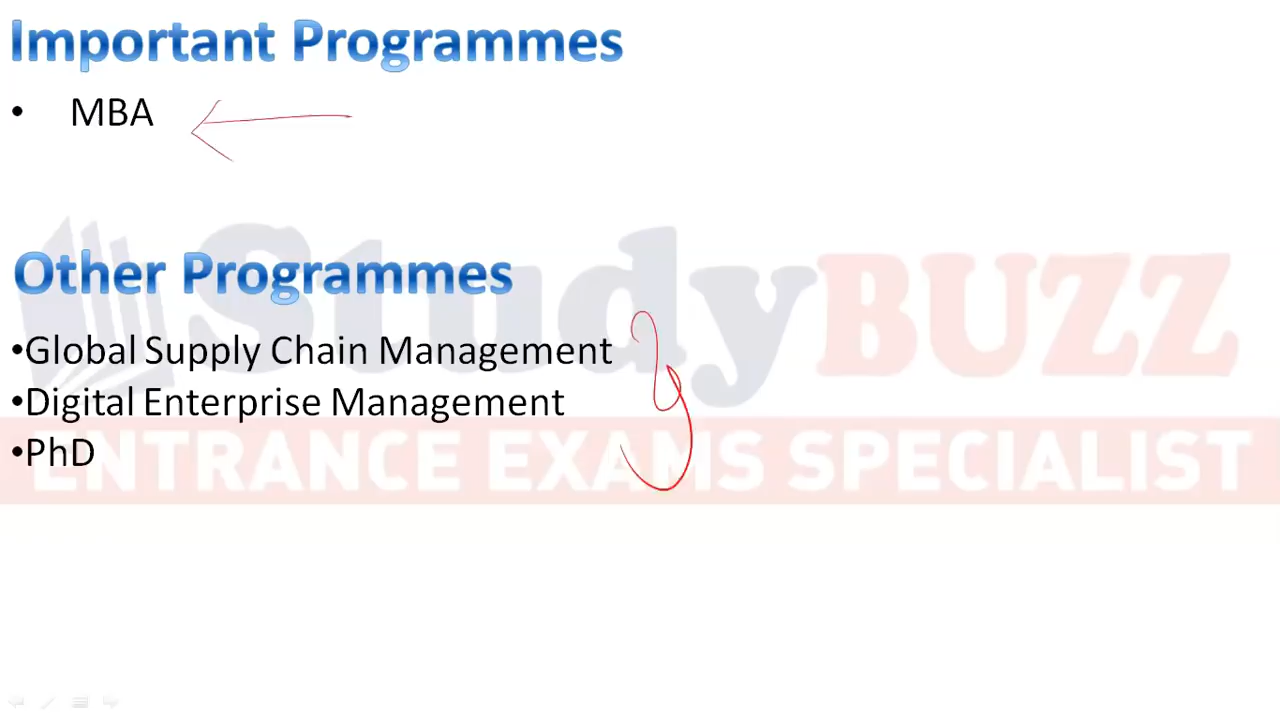 Important Programmes
• MBA
StudyBUZZ
Other Programmes
•Global Supply Chain Management
•Digital Enterprise Management
•PhD
ENTRANCE EXAMS SPECIALIST